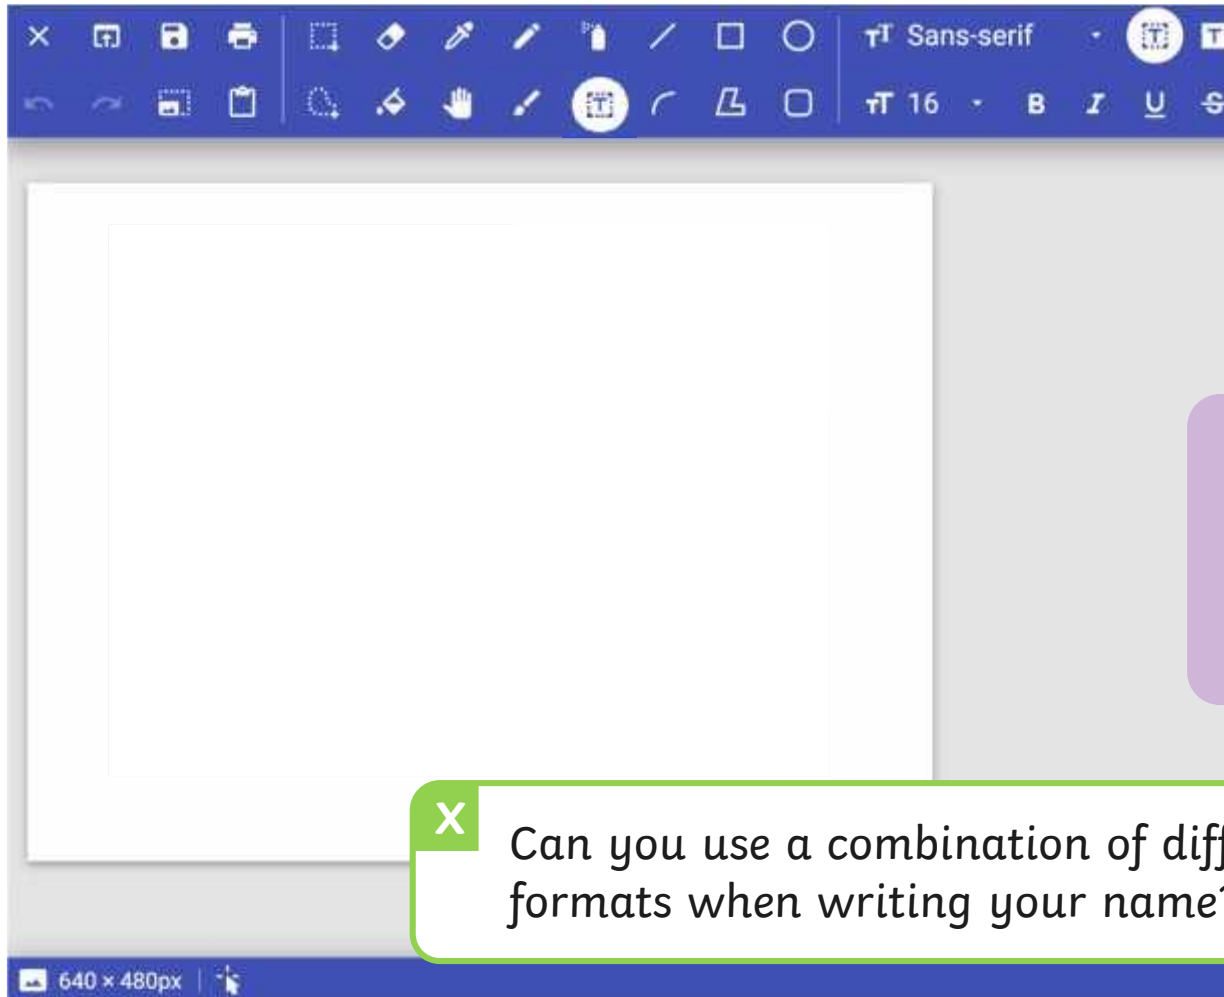 Sans-serif
16
B I U S
X
Can you use a combination of diff
formats when writing your name?
640 × 480px